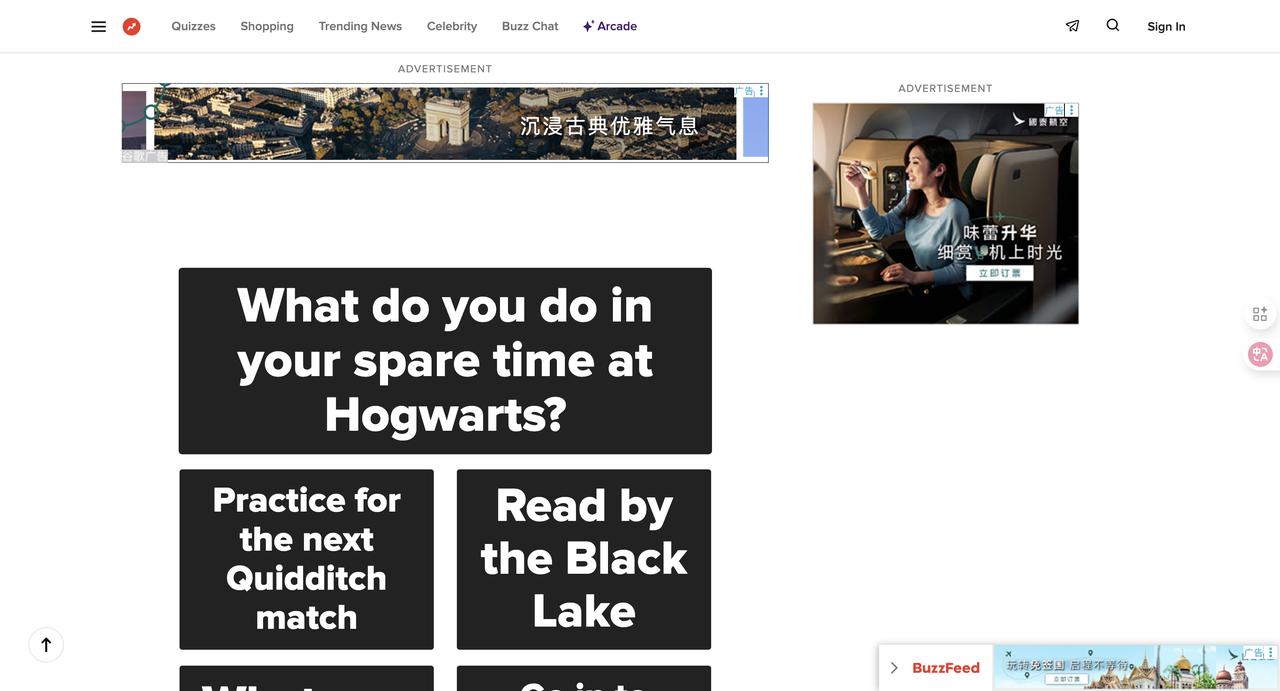 Quizzes Shopping Trending News Celebrity Buzz Chat Arcade Sign In
ADVERTISEMENT
广告
沉浸古典优雅气息
谷歌广告
ADVERTISEMENT
广告
國泰航空
味蕾升华
细赏 机上时光
立即订票
What do you do in
your spare time at
Hogwarts?
Practice for
the next
Quidditch
match
Read by
the Black
Lake
BuzzFeed
玩转免签国 启程不等待
立即订票
广告